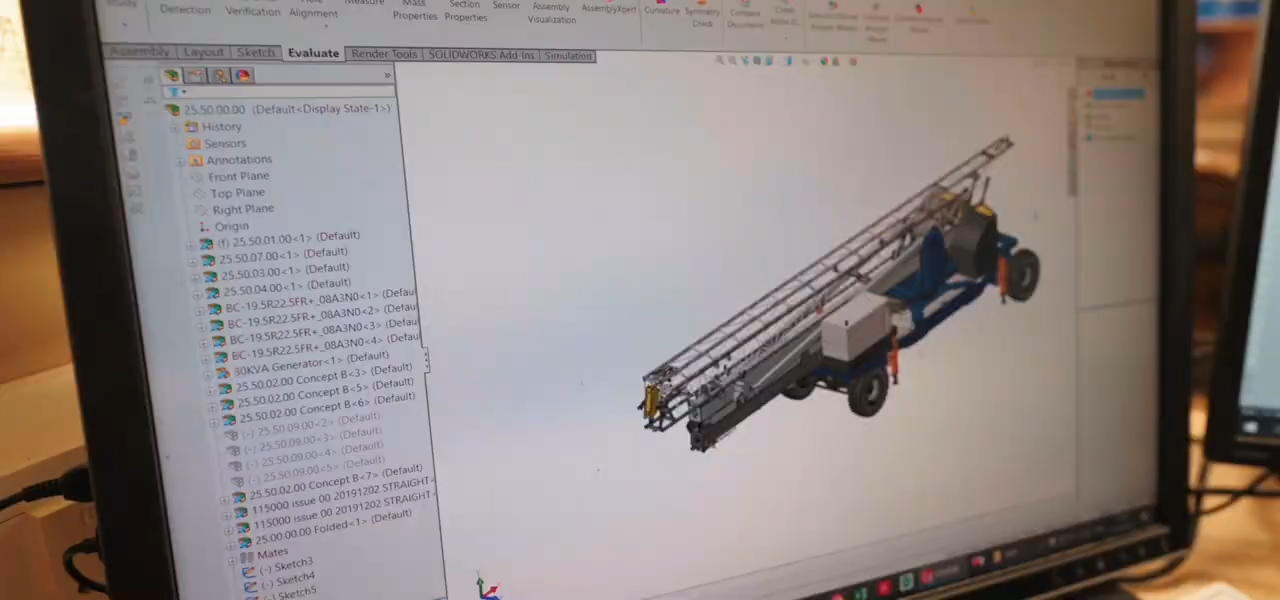 Detection
Verification
Alignment
Measure
Mass
Properties
Section
Properties
Sensor
Assembly
Visualization
AssemblyXpert
Curvature
Symmetry
Check
Compare
Documents
Assembly
Layout
Sketch
Evaluate
Render Tools
SOLIDWORKS Add-Ins
Simulation
25.50.00.00 (Default<Display State-1>)
History
Sensors
Annotations
Front Plane
Top Plane
Right Plane
Origin
(f) 25.50.01.00<1> (Default)
25.50.07.00<1> (Default)
25.50.03.00<1> (Default)
25.50.04.00<1> (Default)
BC-19.5R22.5FR+_08A3N0<1> (Defau
BC-19.5R22.5FR+_08A3N0<2> (Defau
BC-19.5R22.5FR+_08A3N0<3> (Defau
BC-19.5R22.5FR+_08A3N0<4> (Defau
30KVA Generator<1> (Default)
25.50.02.00 Concept B<3> (Default)
25.50.02.00 Concept B<5> (Default)
25.50.02.00 Concept B<6> (Default)
(-) 25.50.09.00<2> (Default)
(-) 25.50.09.00<3> (Default)
(-) 25.50.09.00<4> (Default)
(-) 25.50.09.00<5> (Default)
25.50.02.00 Concept B<7> (Default)
115000 issue 00 20191202 STRAIGHT
115000 issue 00 20191202 STRAIGHT
25.00.00.00 Folded<1> (Default)
Mates
(-) Sketch3
(-) Sketch4
(-) Sketch5